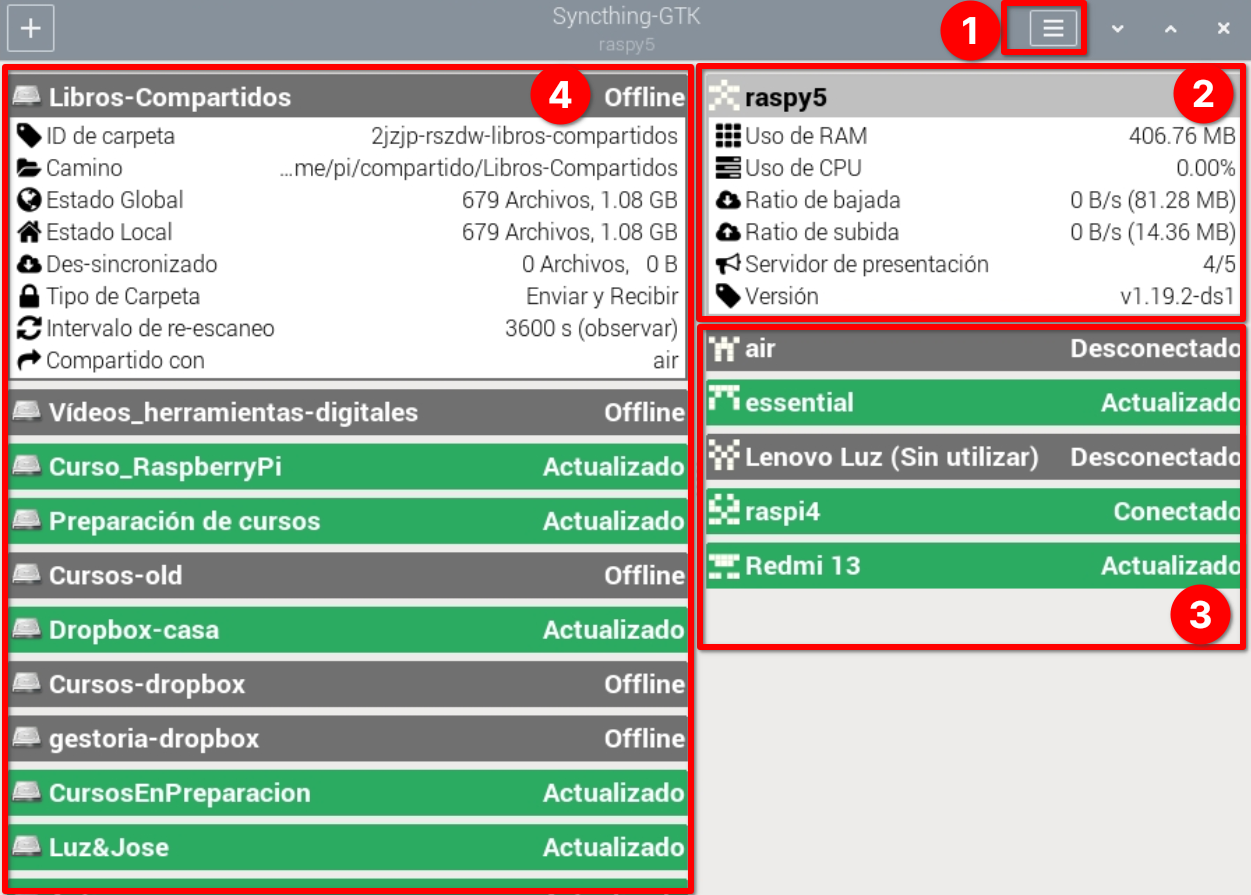 Syncthing-GTK
raspy5
1
Libros-Compartidos 4 Offline
ID de carpeta 2jzjp-rszdw-libros-compartidos
Camino ...me/pi/compartido/Libros-Compartidos
Estado Global 679 Archivos, 1.08 GB
Estado Local 679 Archivos, 1.08 GB
Des-sincronizado 0 Archivos, 0 B
Tipo de Carpeta Enviar y Recibir
Intervalo de re-escaneo 3600 s (observar)
Compartido con air
Vídeos_herramientas-digitales Offline
Curso_RaspberryPi Actualizado
Preparación de cursos Actualizado
Cursos-old Offline
Dropbox-casa Actualizado
Cursos-dropbox Offline
gestoria-dropbox Offline
CursosEnPreparacion Actualizado
Luz&Jose Actualizado
raspy5 2
Uso de RAM 406.76 MB
Uso de CPU 0.00%
Ratio de bajada 0 B/s (81.28 MB)
Ratio de subida 0 B/s (14.36 MB)
Servidor de presentación 4/5
Versión v1.19.2-ds1
air Desconectado
essential Actualizado
Lenovo Luz (Sin utilizar) Desconectado
raspi4 Conectado
Redmi 13 Actualizado
3